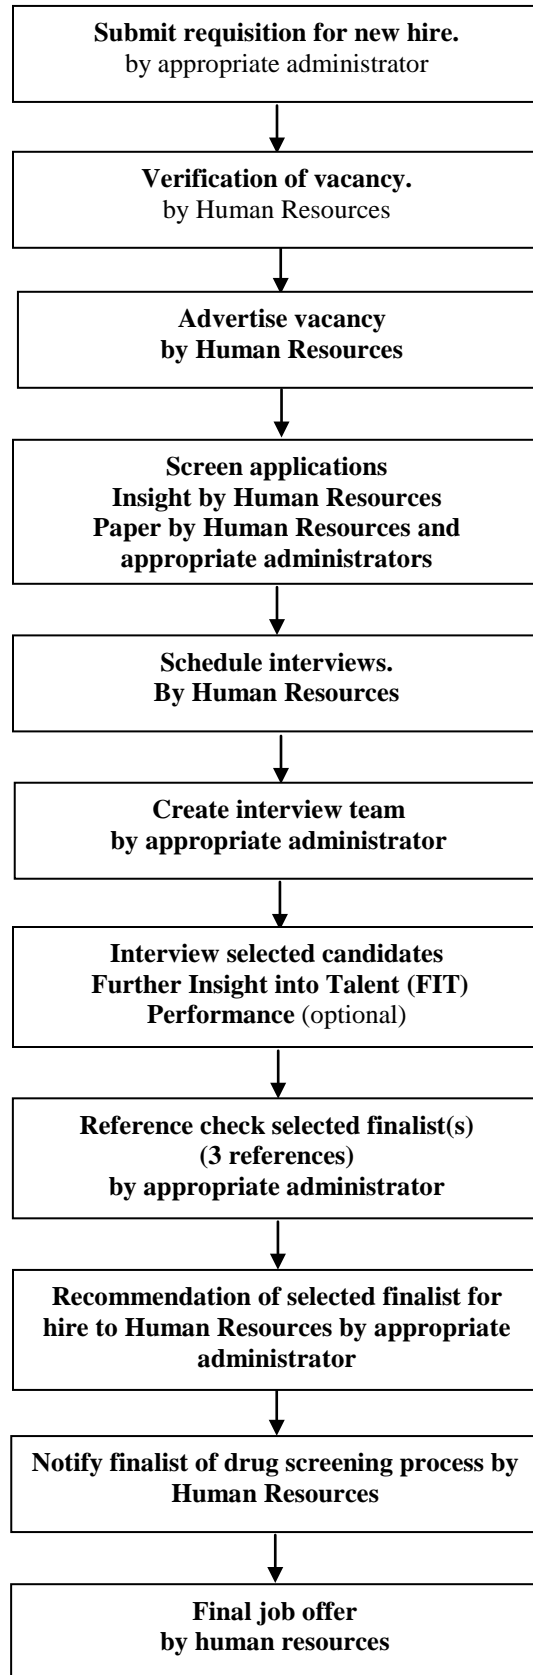 Submit requisition for new hire.
by appropriate administrator
Verification of vacancy.
by Human Resources
Advertise vacancy
by Human Resources
Screen applications
Insight by Human Resources
Paper by Human Resources and
appropriate administrators
Schedule interviews.
By Human Resources
Create interview team
by appropriate administrator
Interview selected candidates
Further Insight into Talent (FIT)
Performance (optional)
Reference check selected finalist(s)
(3 references)
by appropriate administrator
Recommendation of selected finalist for
hire to Human Resources by appropriate
administrator
Notify finalist of drug screening process by
Human Resources
Final job offer
by human resources